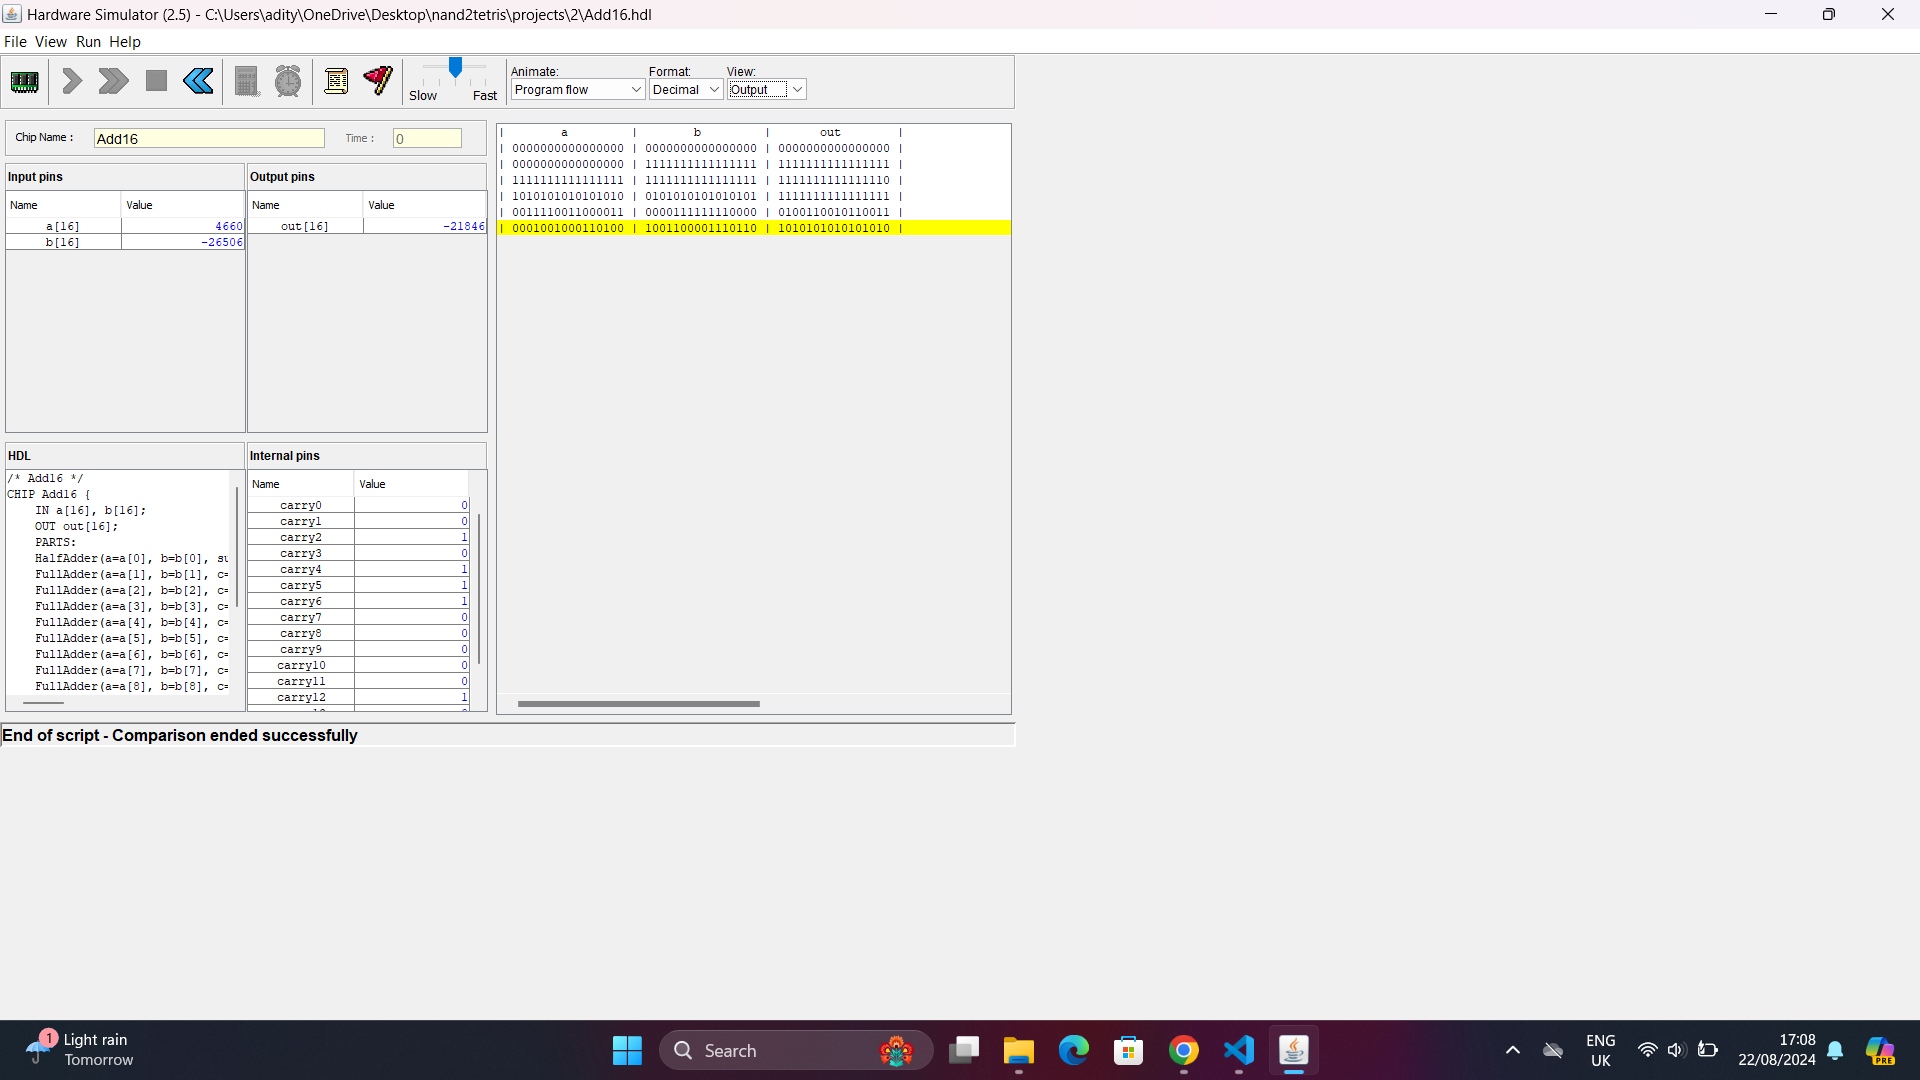 Hardware Simulator (2.5) - C:\Users\adity\OneDrive\Desktop\nand2tetris\projects\2\Add16.hdl
File View Run Help
Animate: Format: View:
Program flow Decimal Output
Slow Fast
Chip Name : Add16 Time : 0
Input pins Output pins
Name Value Name Value
a[16] 4660 out[16] -21846
b[16] -26506
| a | b | out |
| 0000000000000000 | 0000000000000000 | 0000000000000000 |
| 0000000000000000 | 1111111111111111 | 1111111111111111 |
| 1111111111111111 | 1111111111111111 | 1111111111111110 |
| 1010101010101010 | 0101010101010101 | 1111111111111111 |
| 0011110011000011 | 0000111111110000 | 0100110010110011 |
| 0001001000110100 | 1001100001110110 | 1010101010101010 |
HDL
/* Add16 */
CHIP Add16 {
IN a[16], b[16];
OUT out[16];
PARTS:
HalfAdder(a=a[0], b=b[0], su
FullAdder(a=a[1], b=b[1], c=
FullAdder(a=a[2], b=b[2], c=
FullAdder(a=a[3], b=b[3], c=
FullAdder(a=a[4], b=b[4], c=
FullAdder(a=a[5], b=b[5], c=
FullAdder(a=a[6], b=b[6], c=
FullAdder(a=a[7], b=b[7], c=
FullAdder(a=a[8], b=b[8], c=
Internal pins
Name Value
carry0 0
carry1 0
carry2 1
carry3 0
carry4 1
carry5 1
carry6 1
carry7 0
carry8 0
carry9 0
carry10 0
carry11 0
carry12 1
End of script - Comparison ended successfully
1 Light rain
Tomorrow
Search
ENG
UK
17:08
22/08/2024
PRE